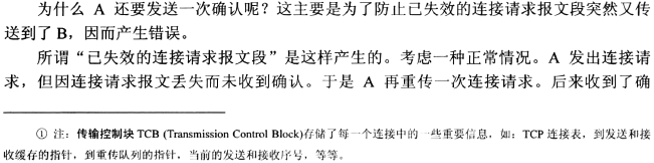 为什么 A 还要发送一次确认呢？这主要是为了防止已失效的连接请求报文段突然又传
送到了 B，因而产生错误。
所谓“已失效的连接请求报文段”是这样产生的。考虑一种正常情况。A 发出连接请
求，但因连接请求报文丢失而未收到确认。于是 A 再重传一次连接请求。后来收到了确
① 注：传输控制块 TCB (Transmission Control Block)存储了每一个连接中的一些重要信息，如：TCP 连接表，到发送和接
收缓存的指针，到重传队列的指针，当前的发送和接收序号，等等。